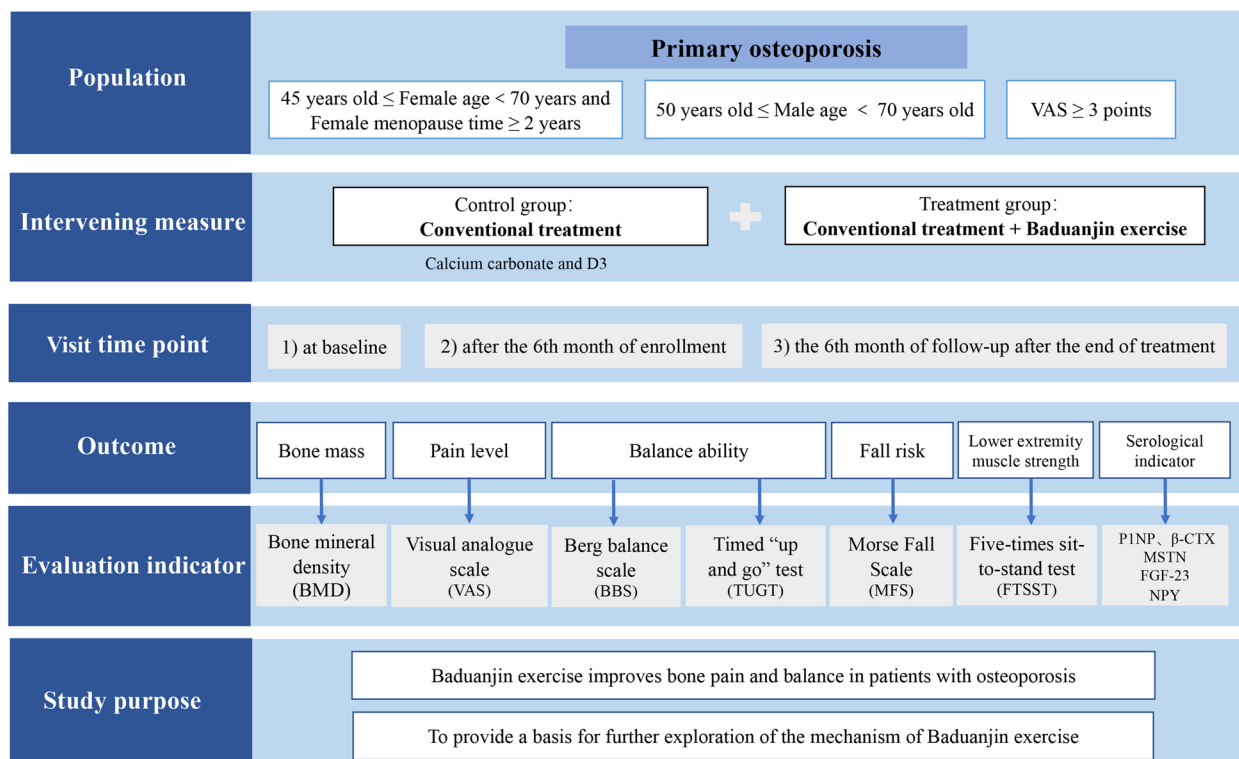 Population
Primary osteoporosis
45 years old ≤ Female age < 70 years and
Female menopause time ≥ 2 years
50 years old ≤ Male age < 70 years old
VAS ≥ 3 points
Intervening measure
Control group:
Conventional treatment
Calcium carbonate and D3
Treatment group:
Conventional treatment + Baduanjin exercise
Visit time point
1) at baseline
2) after the 6th month of enrollment
3) the 6th month of follow-up after the end of treatment
Outcome
Bone mass
Pain level
Balance ability
Fall risk
Lower extremity
muscle strength
Serological
indicator
Evaluation indicator
Bone mineral
density
(BMD)
Visual analogue
scale
(VAS)
Berg balance
scale
(BBS)
Timed “up
and go” test
(TUGT)
Morse Fall
Scale
(MFS)
Five-times sit-
to-stand test
(FTSST)
P1NP、β-CTX
MSTN
FGF-23
NPY
Study purpose
Baduanjin exercise improves bone pain and balance in patients with osteoporosis
To provide a basis for further exploration of the mechanism of Baduanjin exercise